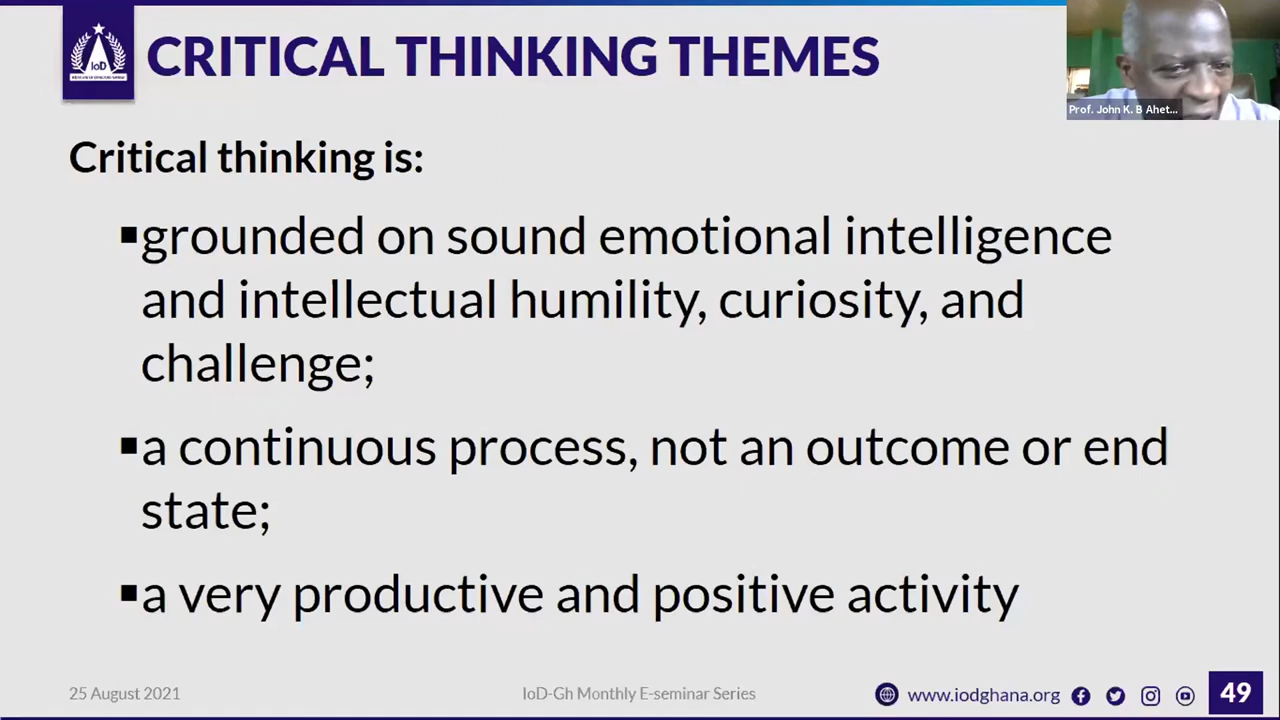 IoD
CRITICAL THINKING THEMES
Prof. John K. B Ahet...
Critical thinking is:
▪grounded on sound emotional intelligence
and intellectual humility, curiosity, and
challenge;
▪a continuous process, not an outcome or end
state;
▪a very productive and positive activity
25 August 2021
IoD-Gh Monthly E-seminar Series
www.iodghana.org
49